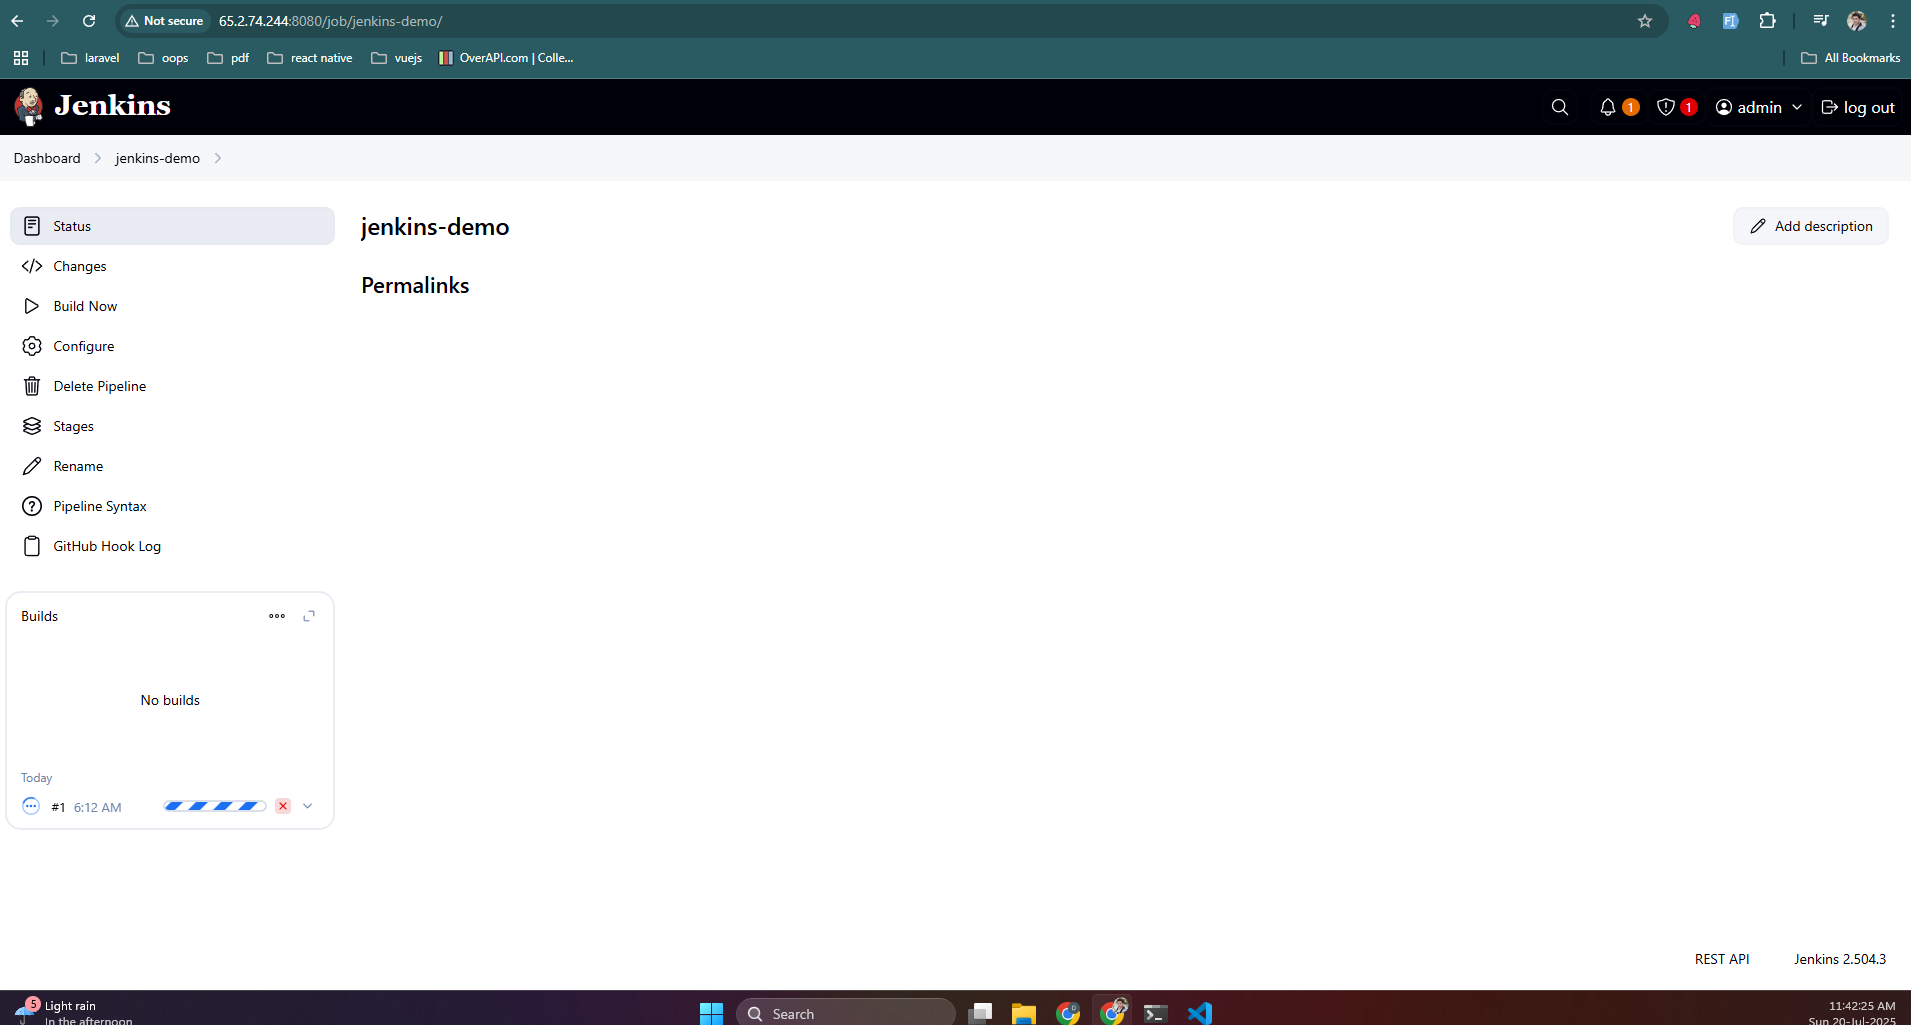 Not secure 65.2.74.244:8080/job/jenkins-demo/
laravel oops pdf react native vuejs OverAPI.com | Colle... All Bookmarks
Jenkins 1 1 admin log out
Dashboard jenkins-demo
Status
jenkins-demo
Add description
Changes
Permalinks
Build Now
Configure
Delete Pipeline
Stages
Rename
Pipeline Syntax
GitHub Hook Log
Builds
No builds
Today
#1 6:12 AM
REST API Jenkins 2.504.3
5 Light rain
In the afternoon
Search
11:42:25 AM
Sun 20-Jul-2025